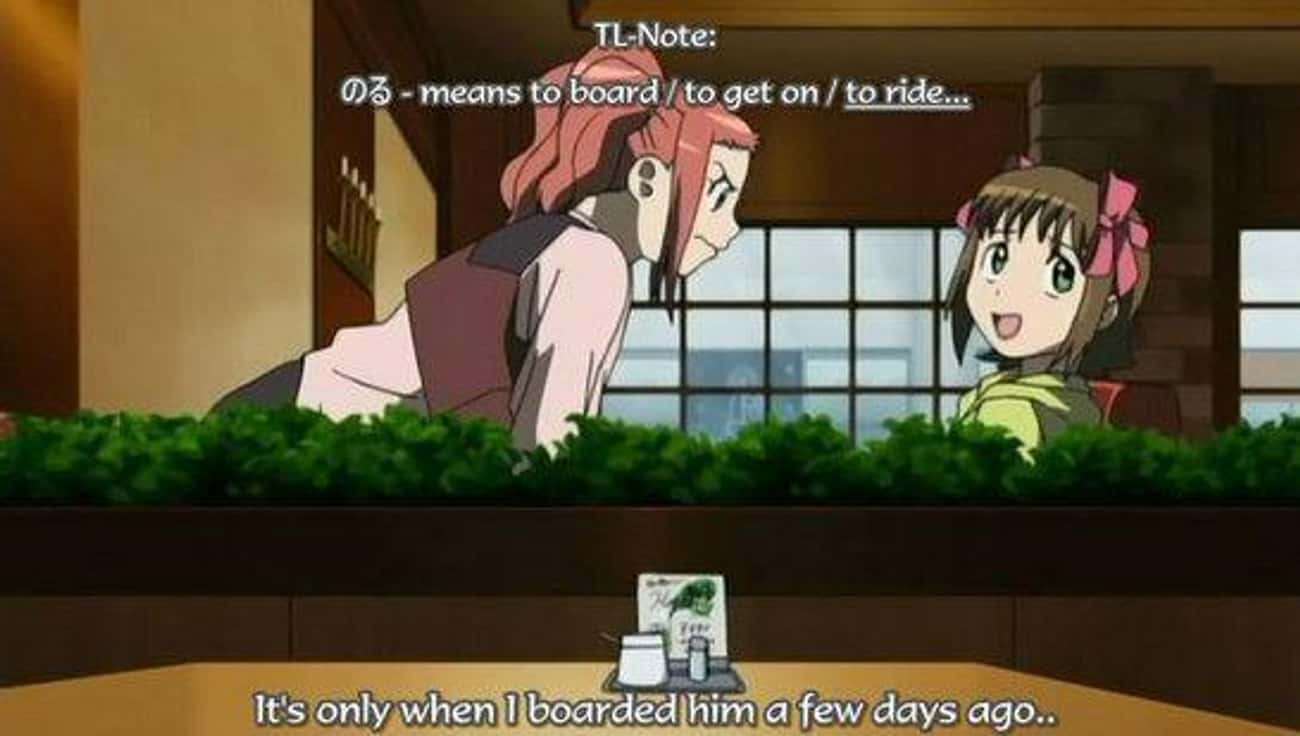 TL-Note:
のる - means to board / to get on / to ride...
It's only when I boarded him a few days ago..